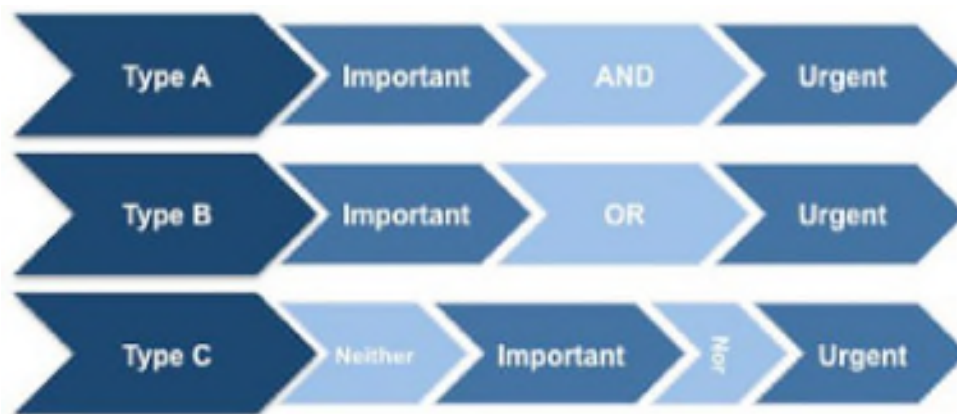 Type A Important AND Urgent
Type B Important OR Urgent
Type C Neither Important Nor Urgent